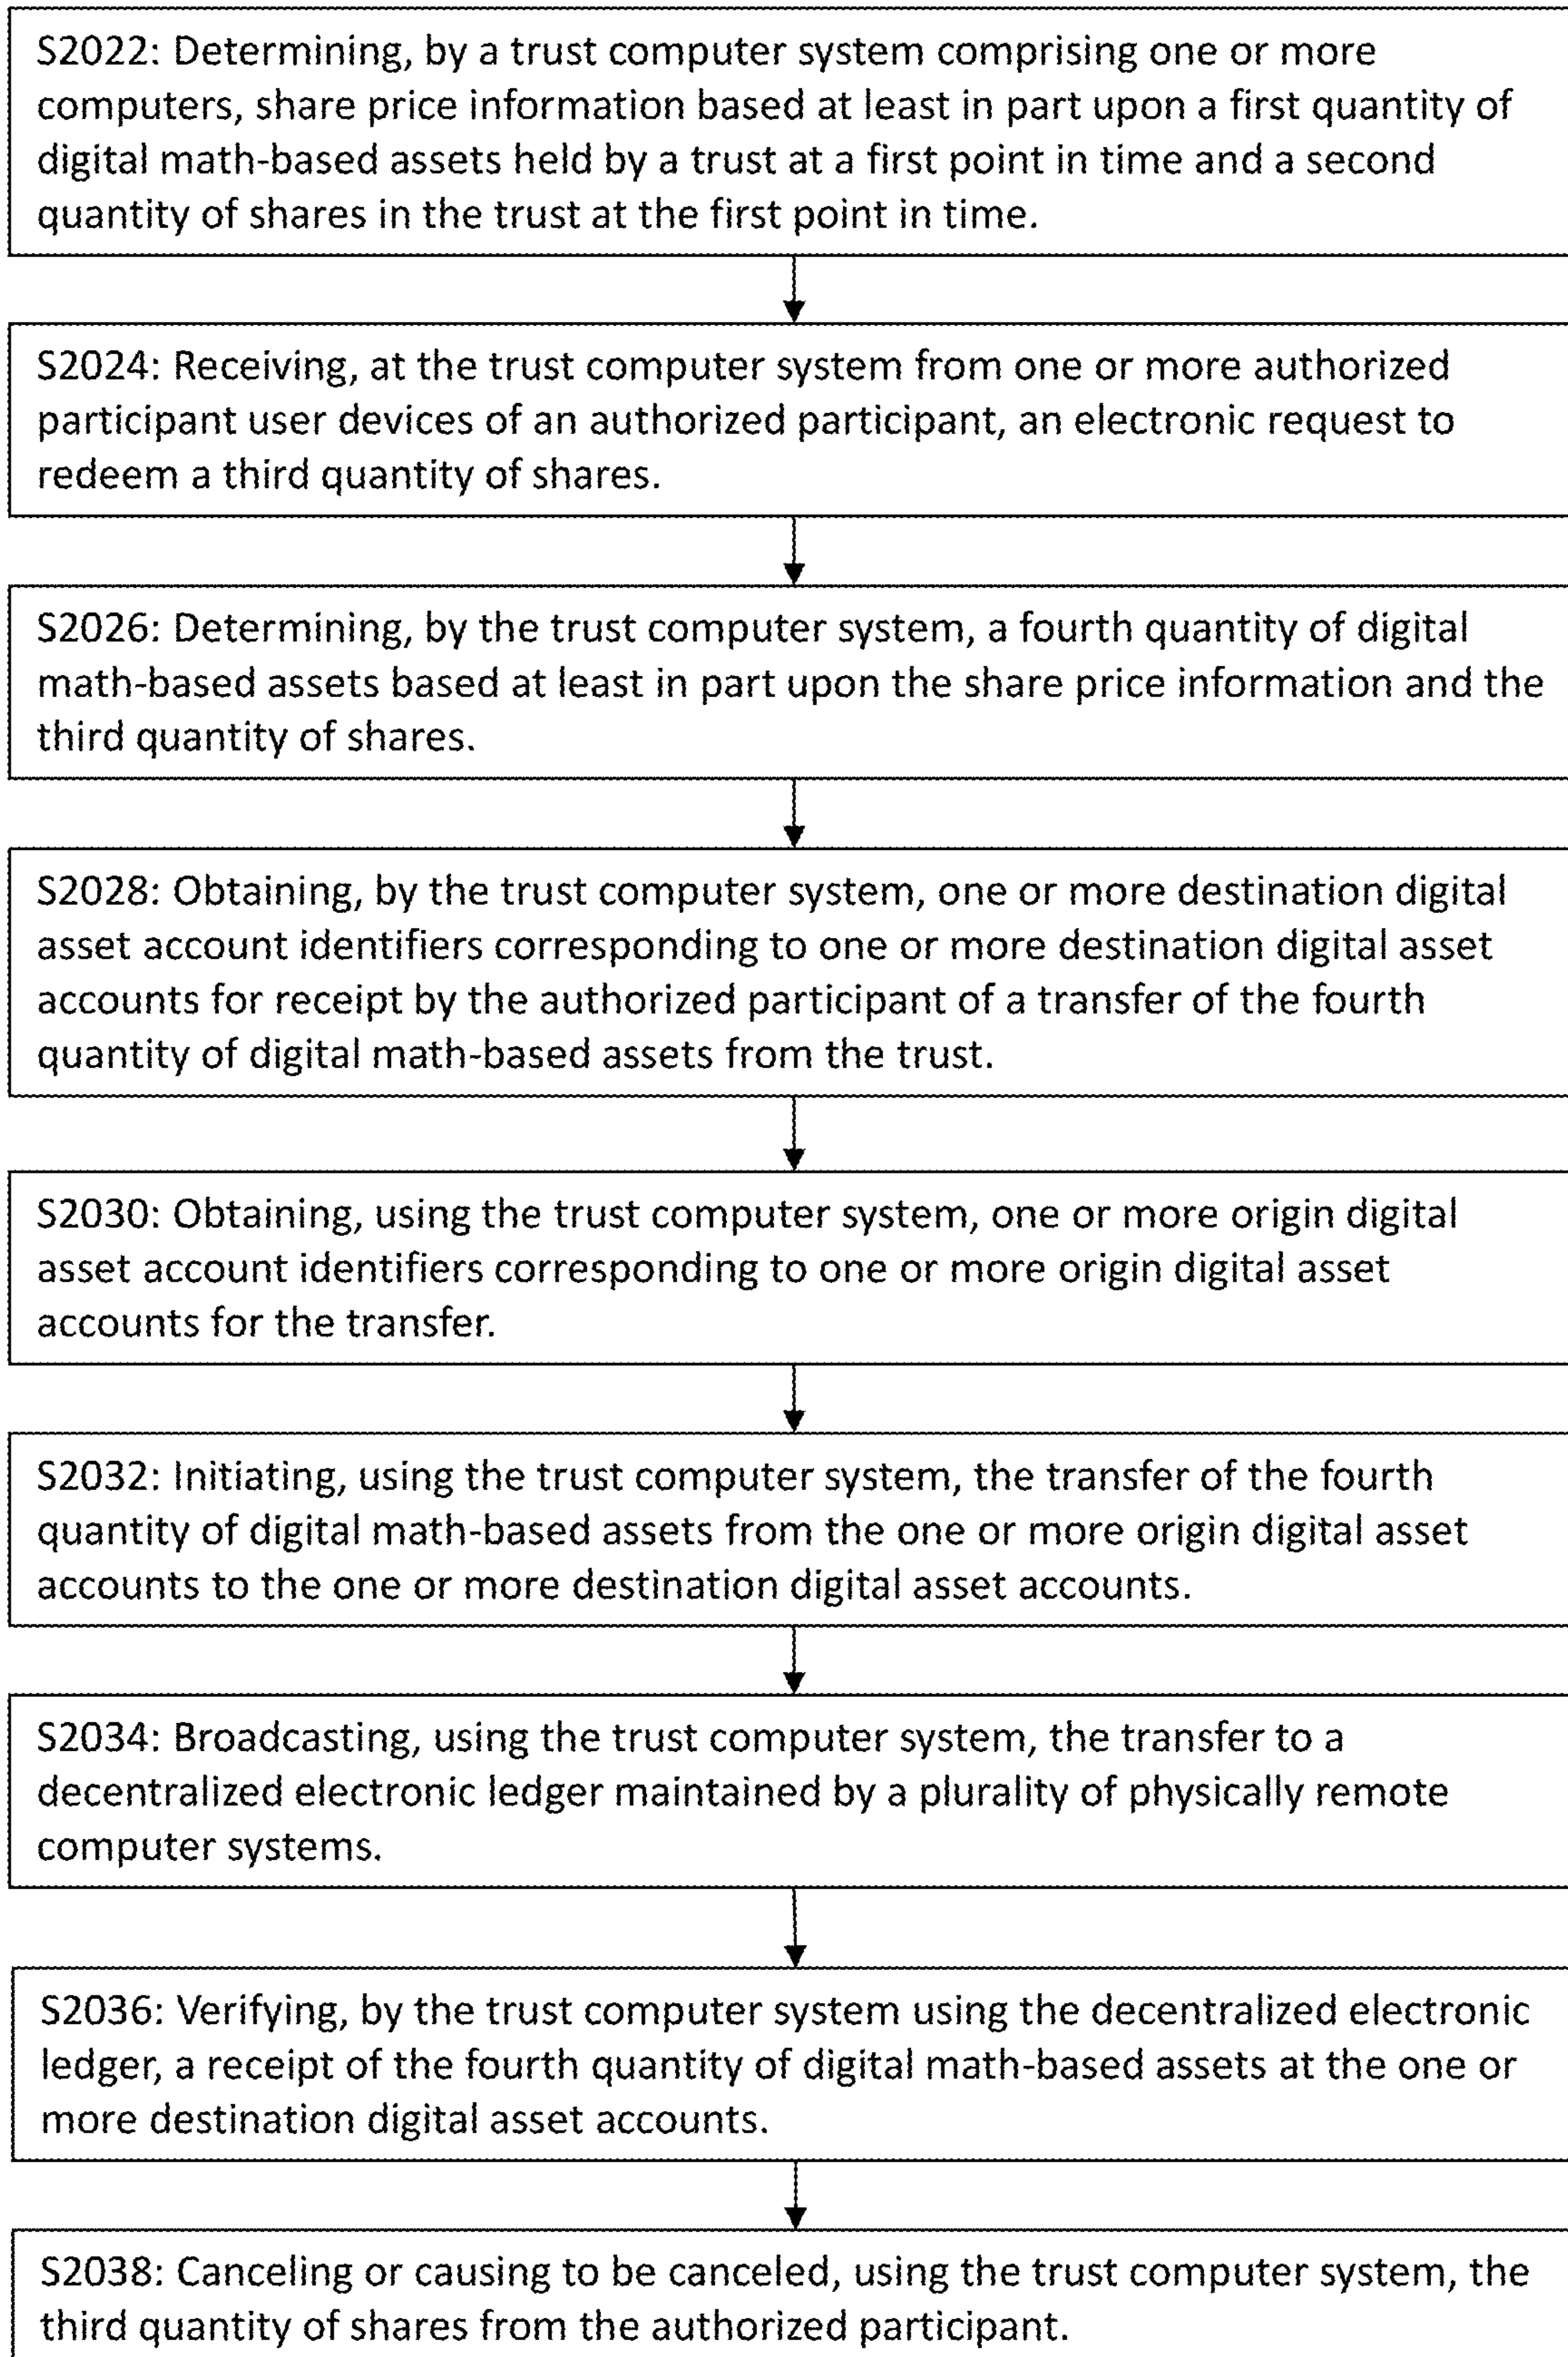 S2022: Determining, by a trust computer system comprising one or more
computers, share price information based at least in part upon a first quantity of
digital math-based assets held by a trust at a first point in time and a second
quantity of shares in the trust at the first point in time.
S2024: Receiving, at the trust computer system from one or more authorized
participant user devices of an authorized participant, an electronic request to
redeem a third quantity of shares.
S2026: Determining, by the trust computer system, a fourth quantity of digital
math-based assets based at least in part upon the share price information and the
third quantity of shares.
S2028: Obtaining, by the trust computer system, one or more destination digital
asset account identifiers corresponding to one or more destination digital asset
accounts for receipt by the authorized participant of a transfer of the fourth
quantity of digital math-based assets from the trust.
S2030: Obtaining, using the trust computer system, one or more origin digital
asset account identifiers corresponding to one or more origin digital asset
accounts for the transfer.
S2032: Initiating, using the trust computer system, the transfer of the fourth
quantity of digital math-based assets from the one or more origin digital asset
accounts to the one or more destination digital asset accounts.
S2034: Broadcasting, using the trust computer system, the transfer to a
decentralized electronic ledger maintained by a plurality of physically remote
computer systems.
S2036: Verifying, by the trust computer system using the decentralized electronic
ledger, a receipt of the fourth quantity of digital math-based assets at the one or
more destination digital asset accounts.
S2038: Canceling or causing to be canceled, using the trust computer system, the
third quantity of shares from the authorized participant.